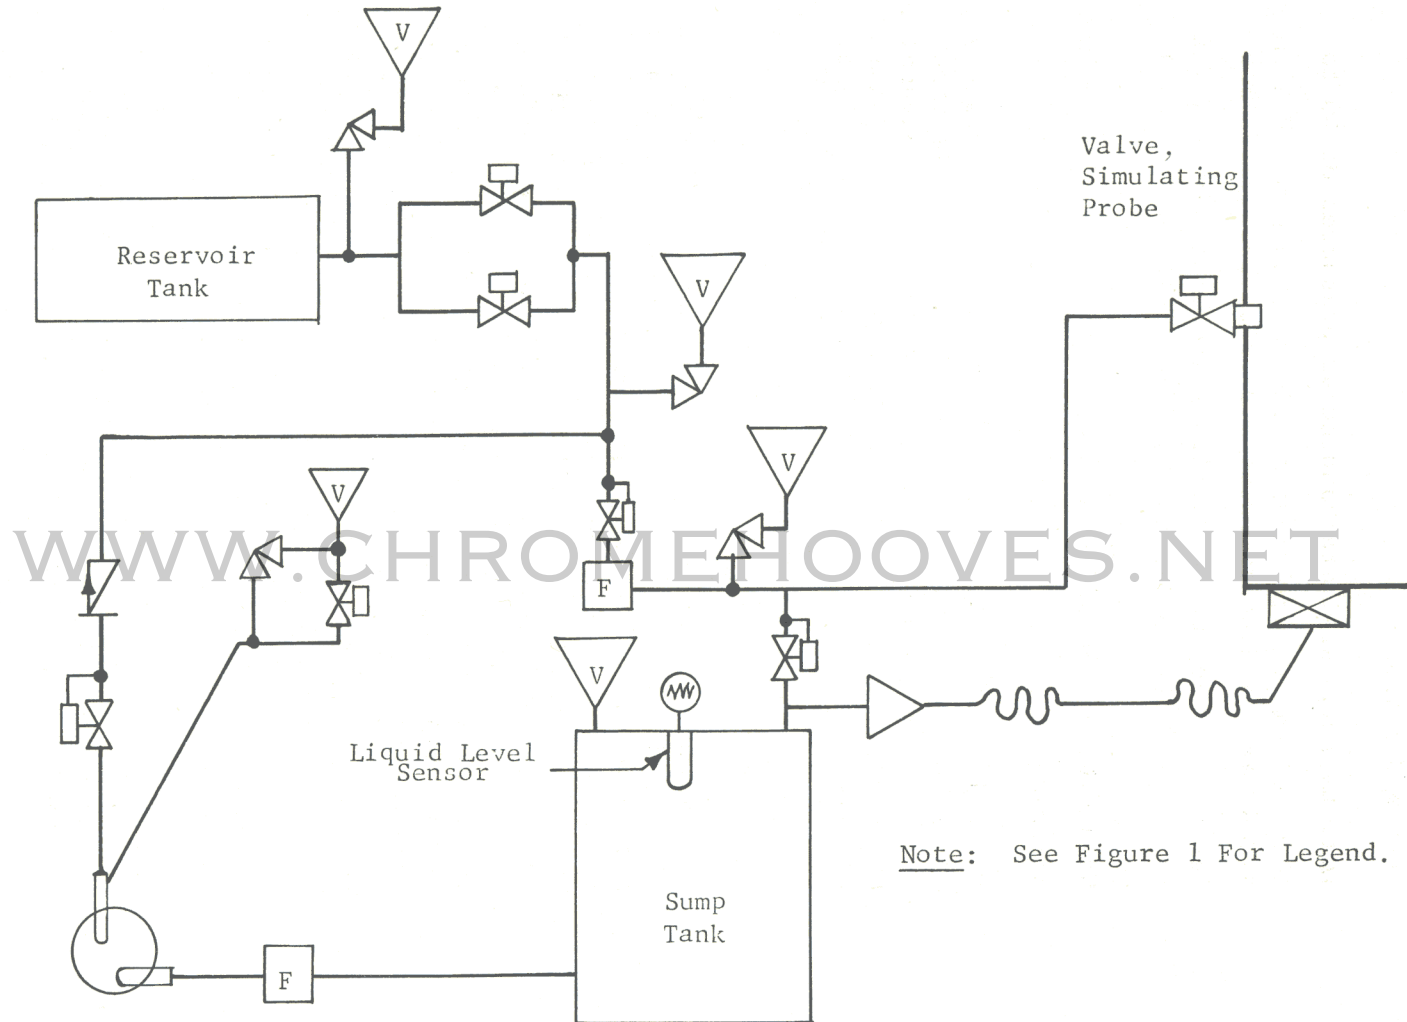 V
Valve,
Simulating
Probe
Reservoir
Tank
V
V
V
WWW.CHROMEHOOVES.NET
F
V
Liquid Level
Sensor
Note: See Figure 1 For Legend.
Sump
Tank
F